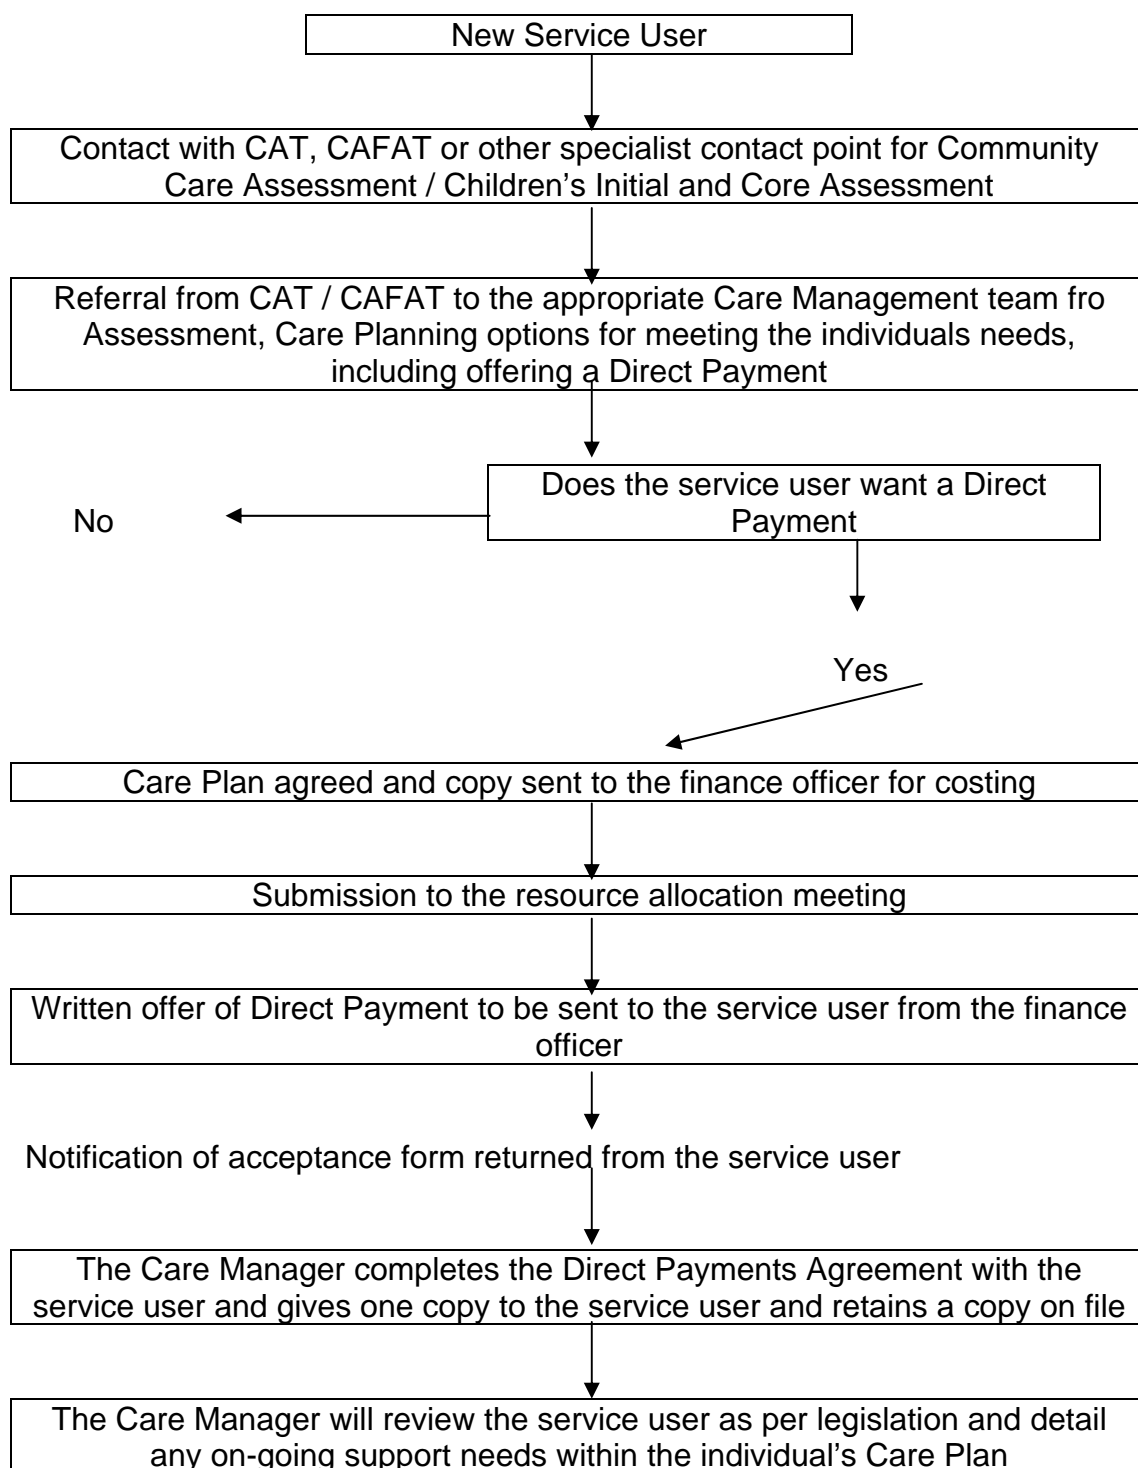 New Service User
Contact with CAT, CAFAT or other specialist contact point for Community
Care Assessment / Children's Initial and Core Assessment
Referral from CAT / CAFAT to the appropriate Care Management team fro
Assessment, Care Planning options for meeting the individuals needs,
including offering a Direct Payment
Does the service user want a Direct
Payment
No
Yes
Care Plan agreed and copy sent to the finance officer for costing
Submission to the resource allocation meeting
Written offer of Direct Payment to be sent to the service user from the finance
officer
Notification of acceptance form returned from the service user
The Care Manager completes the Direct Payments Agreement with the
service user and gives one copy to the service user and retains a copy on file
The Care Manager will review the service user as per legislation and detail
any on-going support needs within the individual's Care Plan